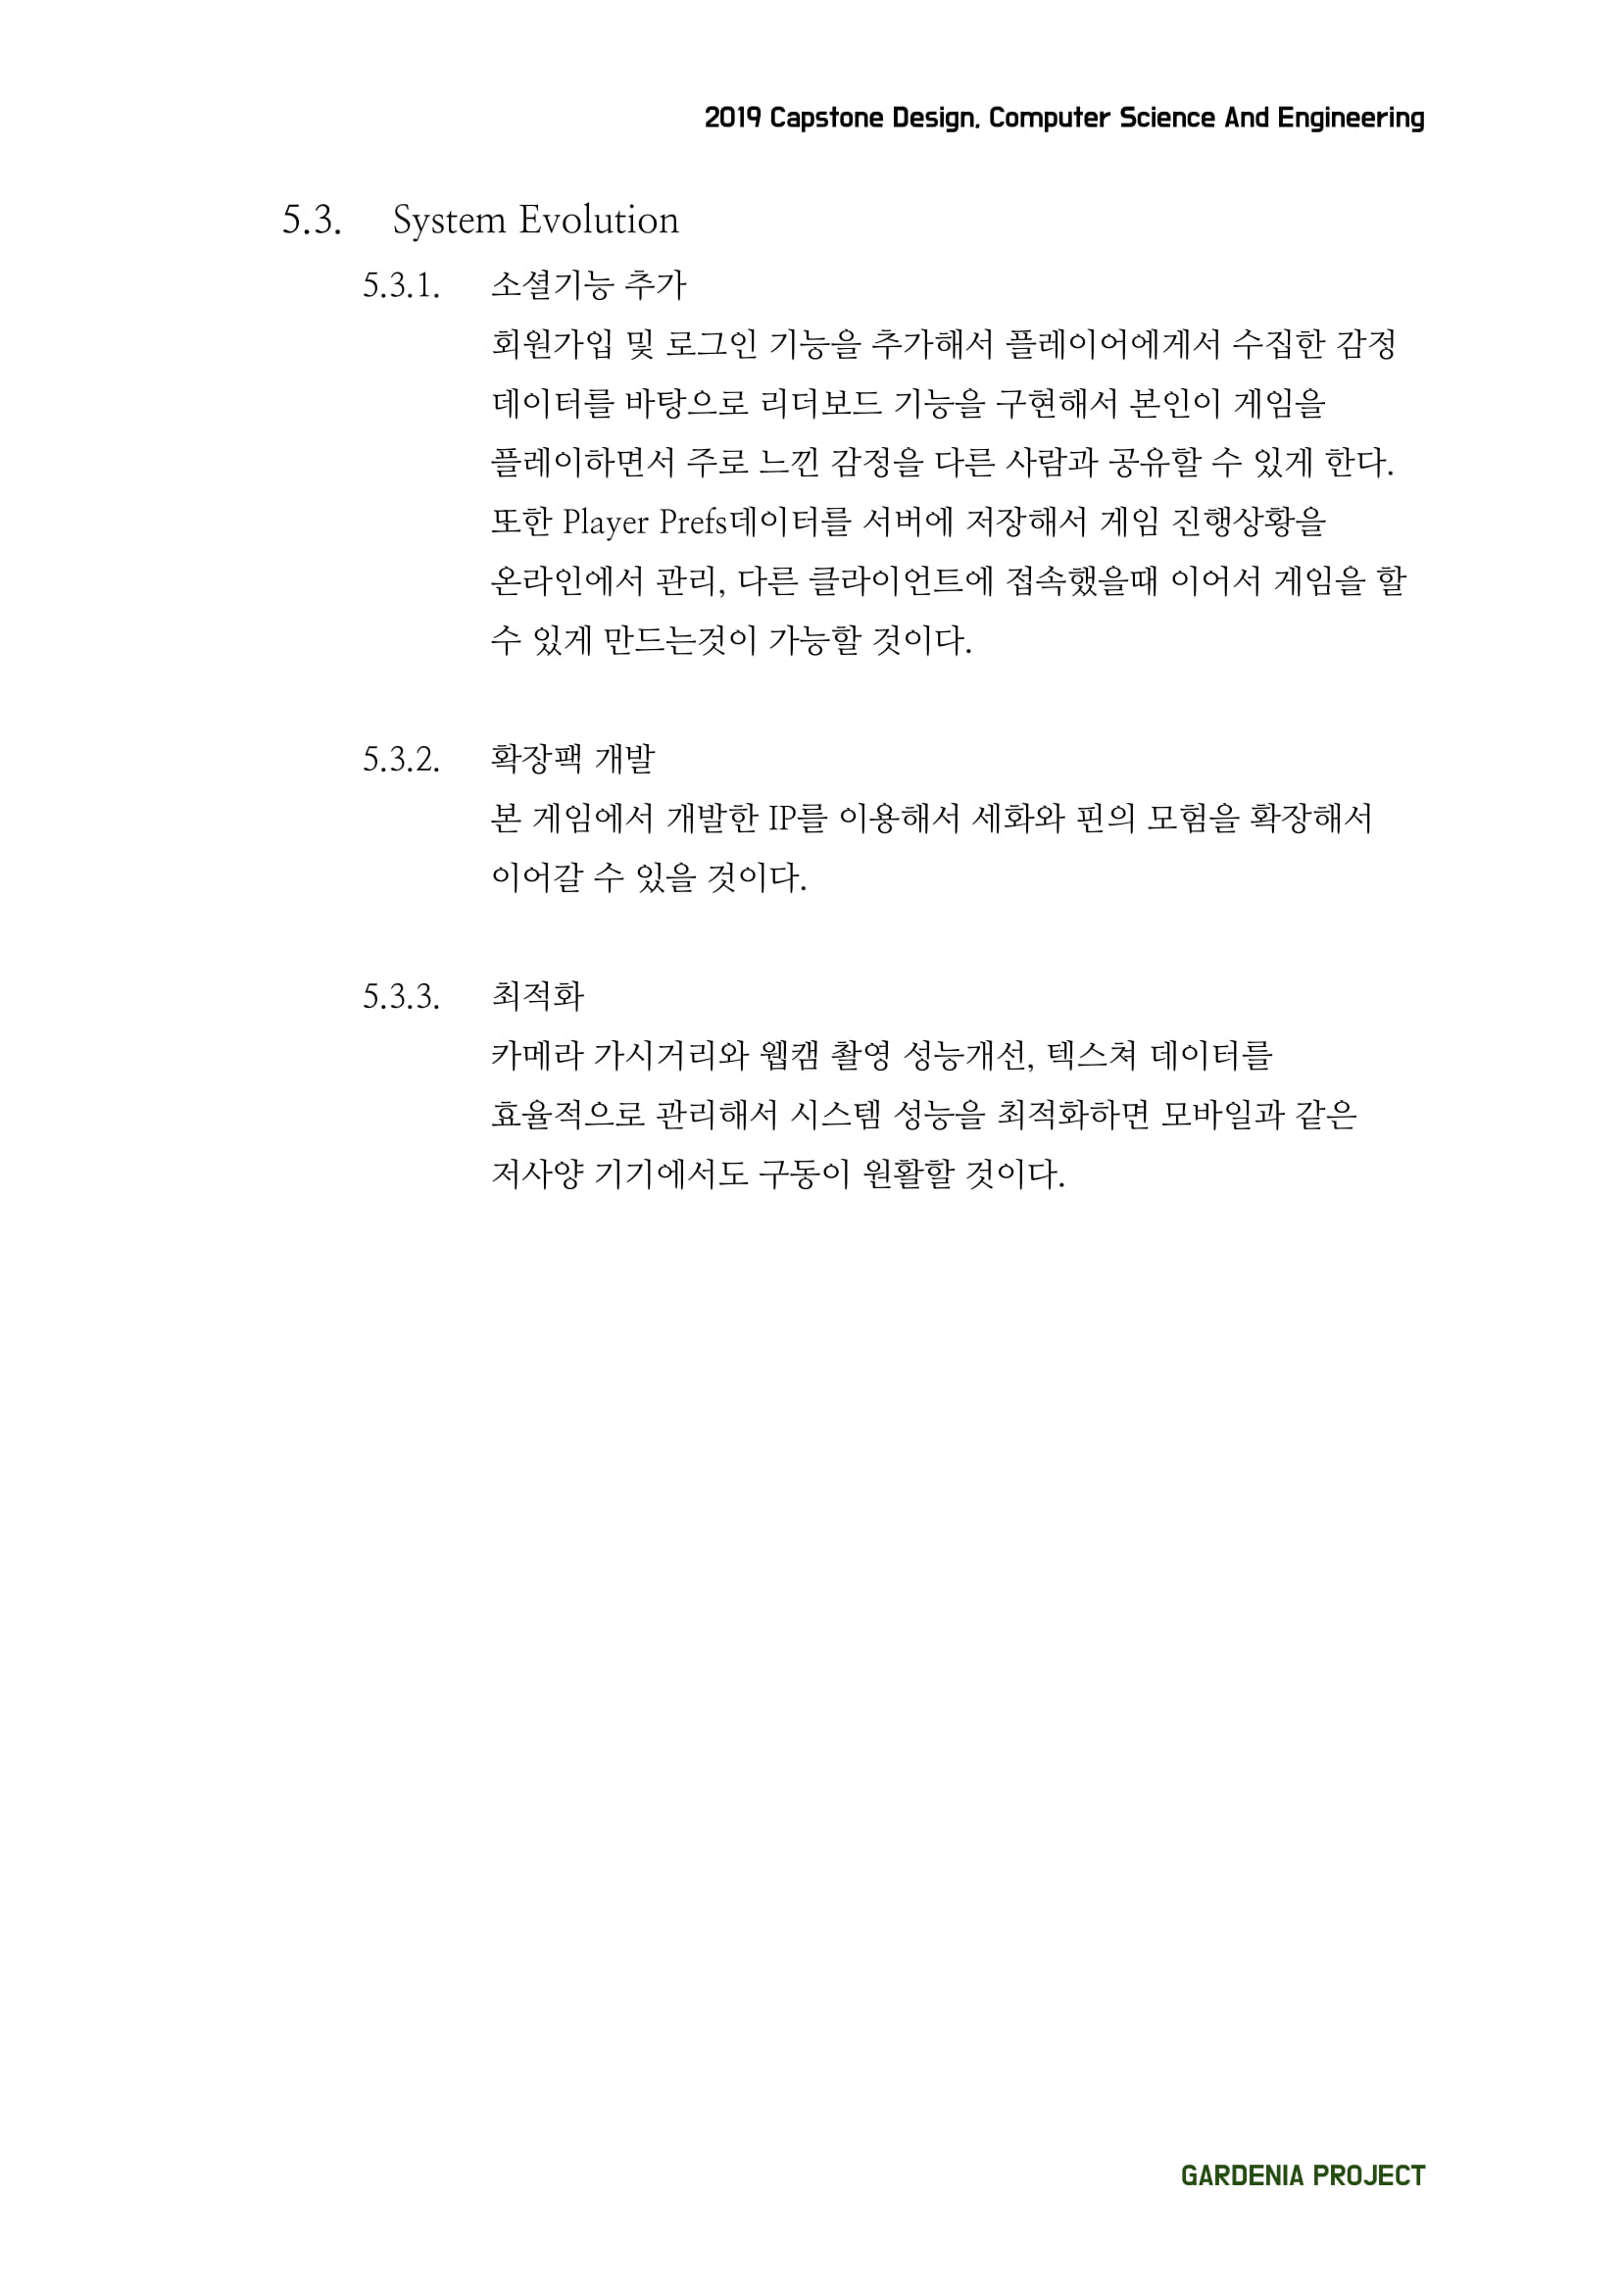 2019 Capstone Design, Computer Science And Engineering
5.3. System Evolution
5.3.1. 소셜기능 추가
회원가입 및 로그인 기능을 추가해서 플레이어에게서 수집한 감정
데이터를 바탕으로 리더보드 기능을 구현해서 본인이 게임을
플레이하면서 주로 느낀 감정을 다른 사람과 공유할 수 있게 한다.
또한 Player Prefs데이터를 서버에 저장해서 게임 진행상황을
온라인에서 관리, 다른 클라이언트에 접속했을때 이어서 게임을 할
수 있게 만드는것이 가능할 것이다.
5.3.2. 확장팩 개발
본 게임에서 개발한 IP를 이용해서 세화와 핀의 모험을 확장해서
이어갈 수 있을 것이다.
5.3.3. 최적화
카메라 가시거리와 웹캠 촬영 성능개선, 텍스쳐 데이터를
효율적으로 관리해서 시스템 성능을 최적화하면 모바일과 같은
저사양 기기에서도 구동이 원활할 것이다.
GARDENIA PROJECT